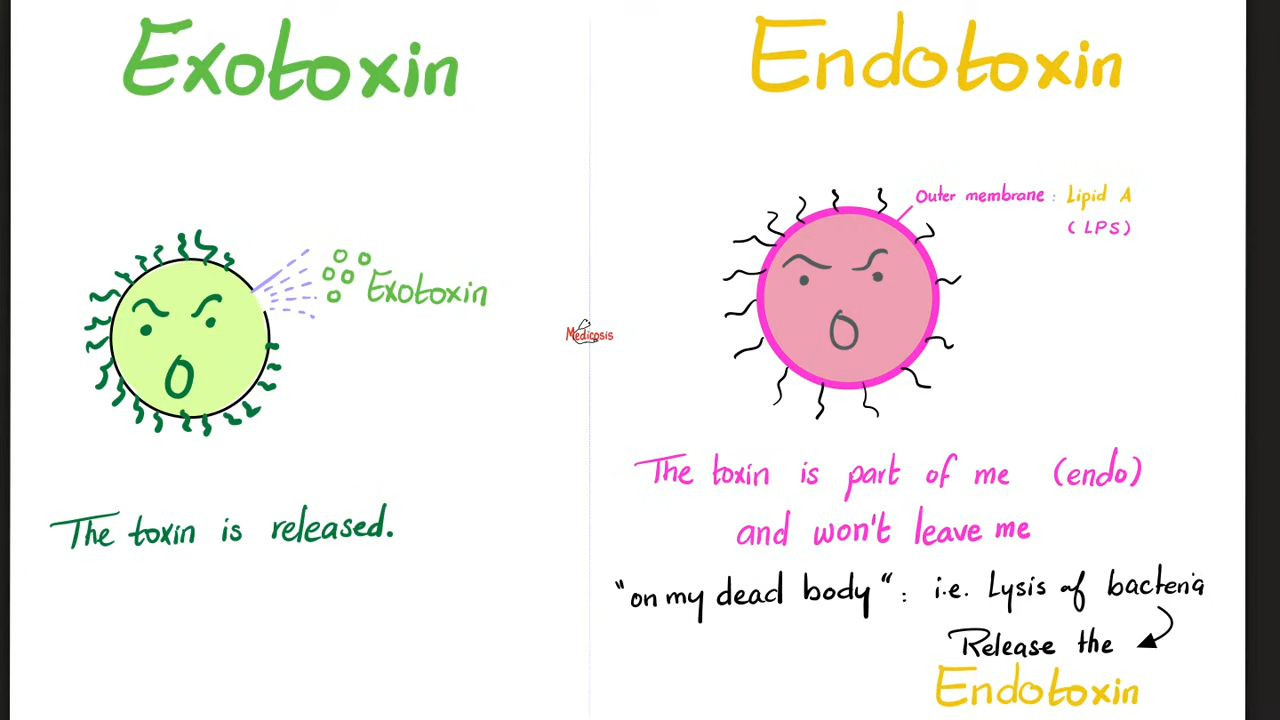 Exotoxin
Exotoxin
The toxin is released.
Medicosis
Endotoxin
Outer membrane : Lipid A
(LPS)
The toxin is part of me (endo)
and won't leave me
"on my dead body": i.e. Lysis of bacteria
Release the
Endotoxin